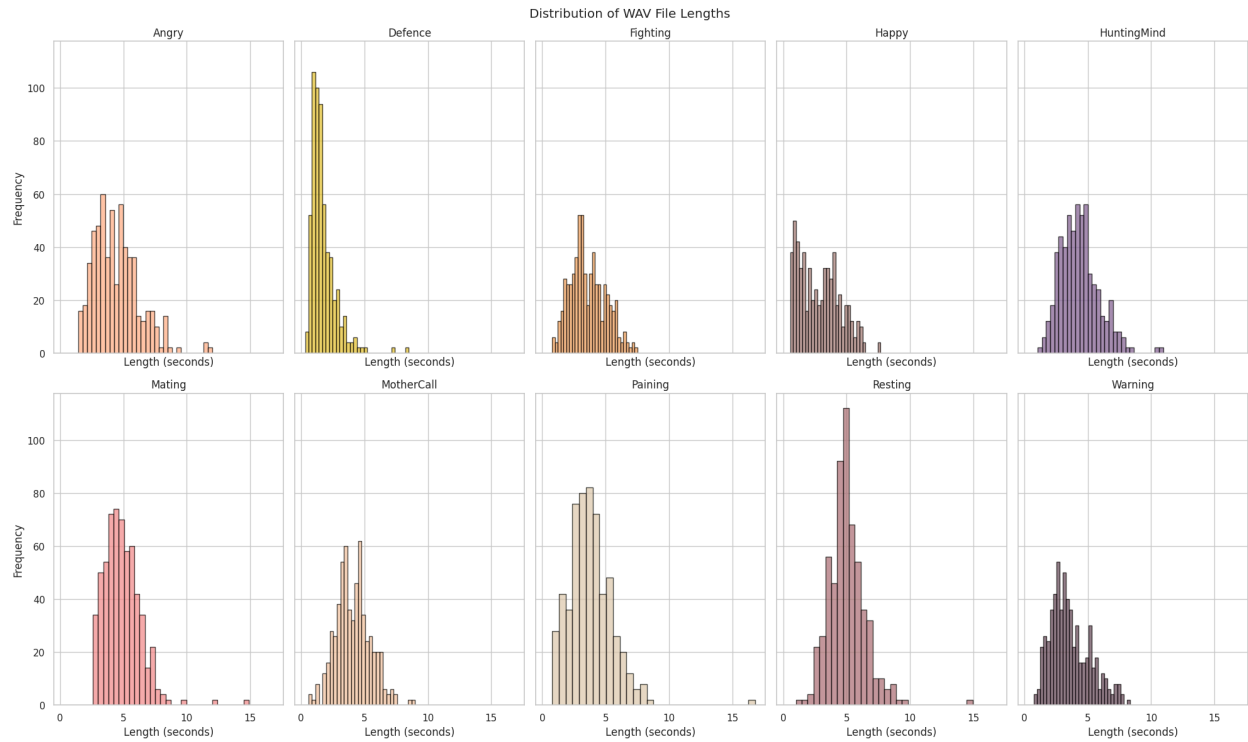 Distribution of WAV File Lengths
Angry Defence Fighting Happy HuntingMind
Frequency
100
80
60
40
20
0
Length (seconds) Length (seconds) Length (seconds) Length (seconds) Length (seconds)
Mating MotherCall Paining Resting Warning
Frequency
100
80
60
40
20
0
0 5 10 15 0 5 10 15 0 5 10 15 0 5 10 15 0 5 10 15
Length (seconds) Length (seconds) Length (seconds) Length (seconds) Length (seconds)